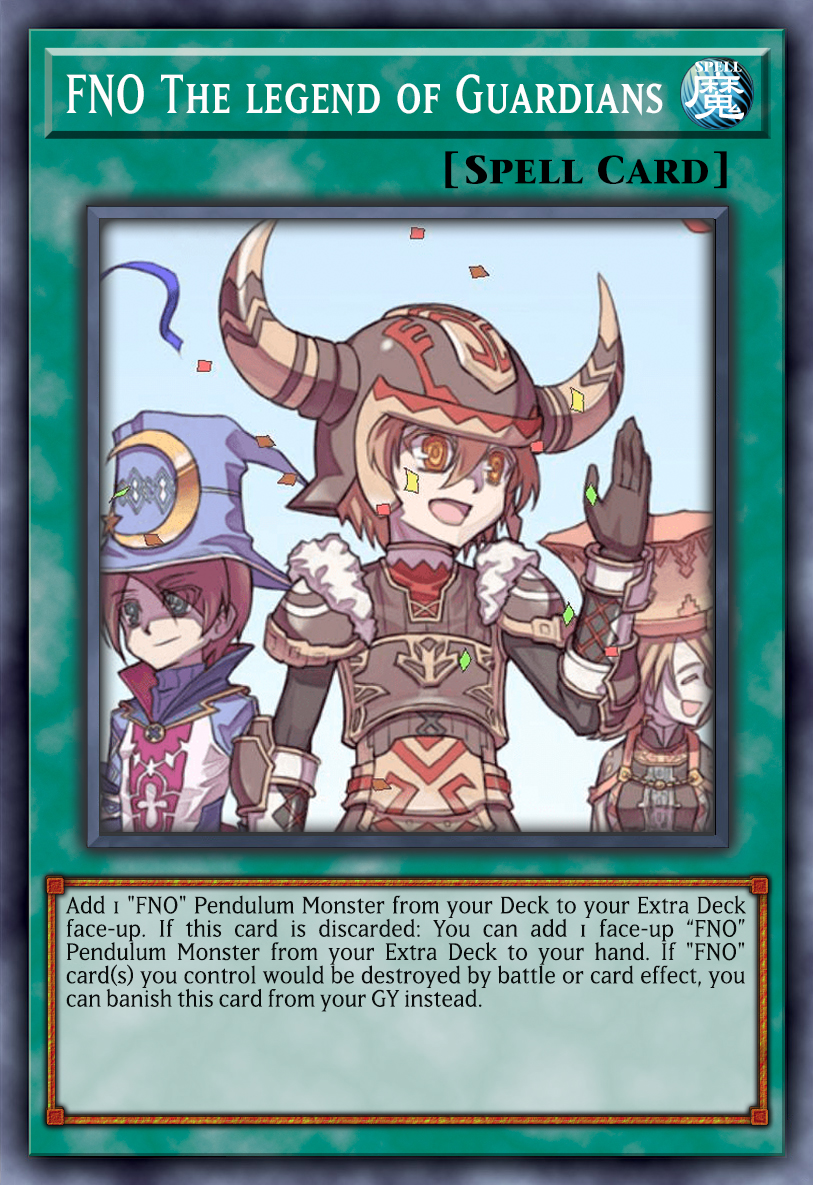 FNO The legend of Guardians
SPELL
魔
[Spell Card]
Add 1 "FNO" Pendulum Monster from your Deck to your Extra Deck
face-up. If this card is discarded: You can add 1 face-up “FNO”
Pendulum Monster from your Extra Deck to your hand. If "FNO"
card(s) you control would be destroyed by battle or card effect, you
can banish this card from your GY instead.